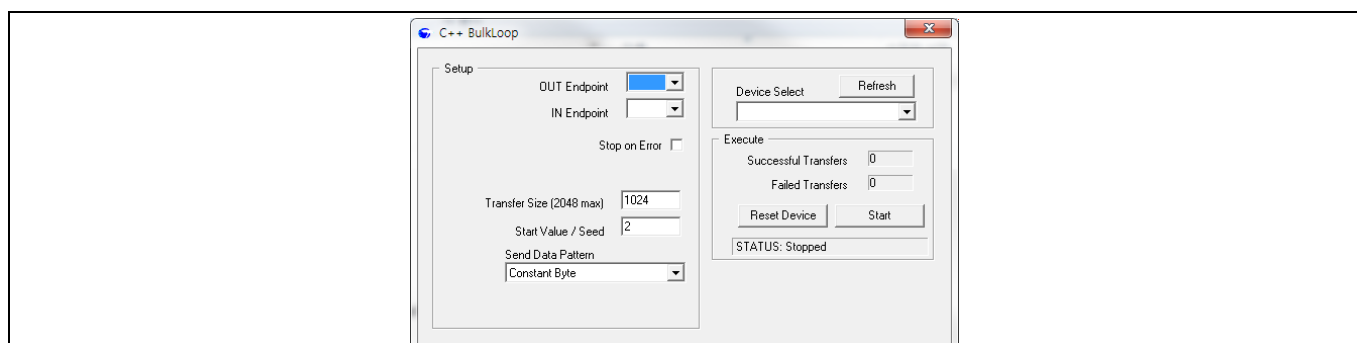 C++ BulkLoop
Setup
OUT Endpoint
IN Endpoint
Stop on Error
Transfer Size (2048 max) 1024
Start Value / Seed 2
Send Data Pattern
Constant Byte
Device Select Refresh
Execute
Successful Transfers 0
Failed Transfers 0
Reset Device Start
STATUS: Stopped